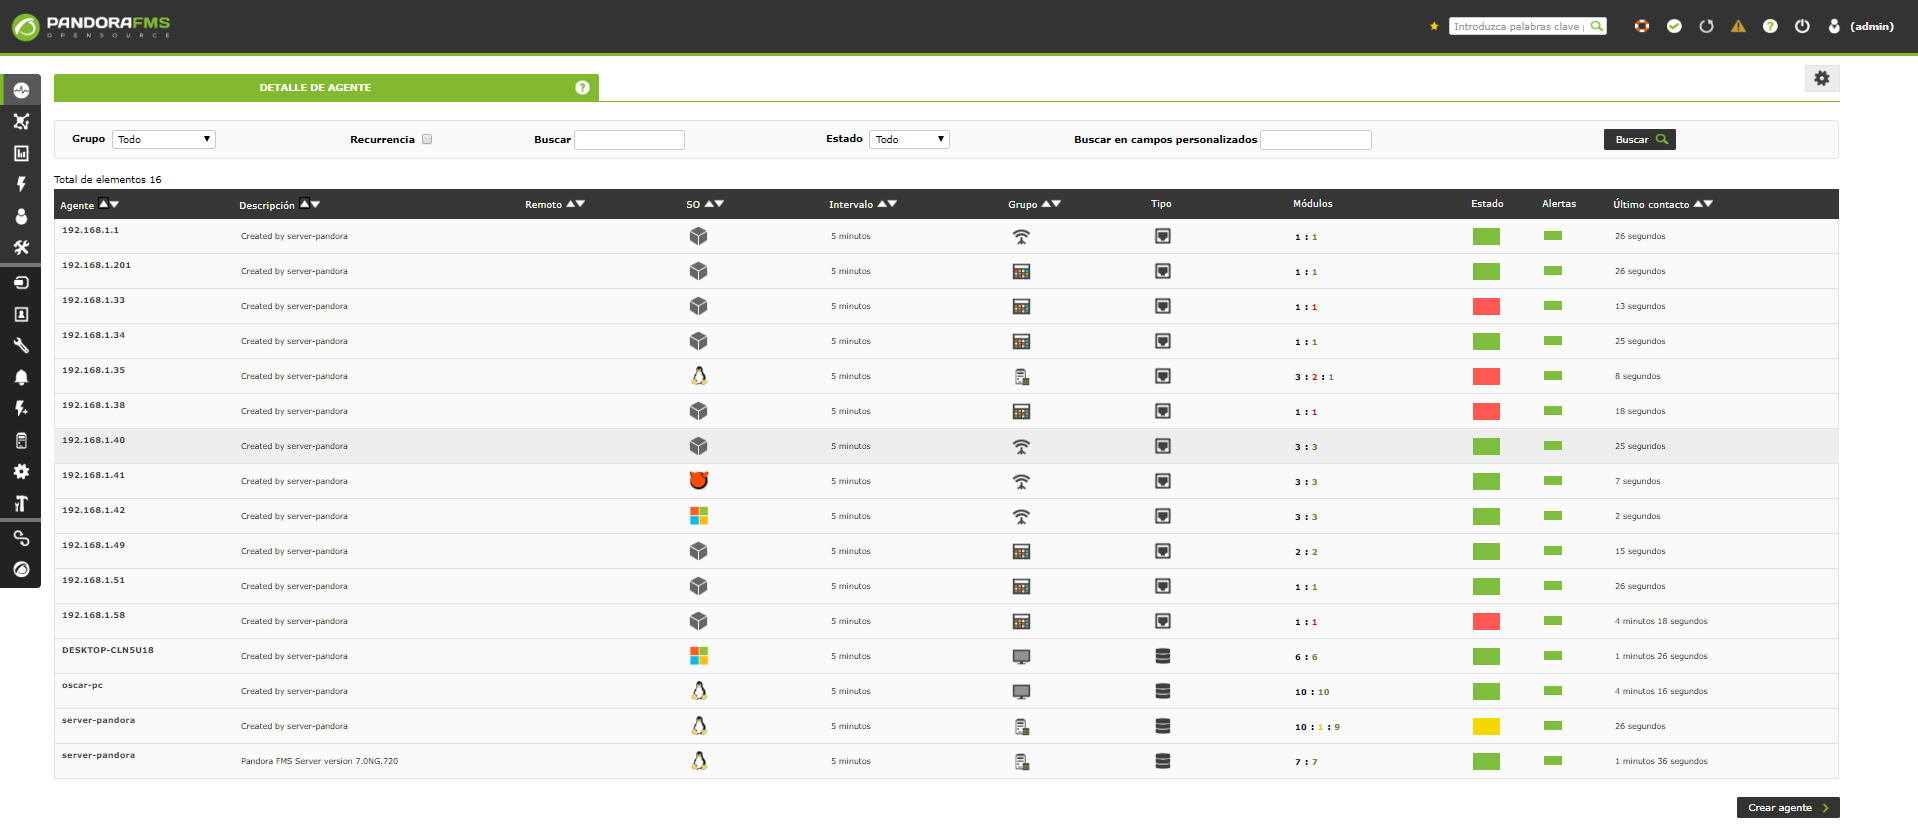 PANDORAFMS
OPENSOURCE
Introduzca palabras clave
(admin)
DETALLE DE AGENTE
Grupo Todo Recurrencia Buscar Estado Todo Buscar en campos personalizados Buscar
Total de elementos 16
Agente Descripción Remoto SO Intervalo Grupo Tipo Módulos Estado Alertas Último contacto
192.168.1.1 Created by server-pandora 5 minutos 1 : 1 26 segundos
192.168.1.201 Created by server-pandora 5 minutos 1 : 1 26 segundos
192.168.1.33 Created by server-pandora 5 minutos 1 : 1 13 segundos
192.168.1.34 Created by server-pandora 5 minutos 1 : 1 25 segundos
192.168.1.35 Created by server-pandora 5 minutos 3 : 2 : 1 8 segundos
192.168.1.38 Created by server-pandora 5 minutos 1 : 1 18 segundos
192.168.1.40 Created by server-pandora 5 minutos 3 : 3 25 segundos
192.168.1.41 Created by server-pandora 5 minutos 3 : 3 7 segundos
192.168.1.42 Created by server-pandora 5 minutos 3 : 3 2 segundos
192.168.1.49 Created by server-pandora 5 minutos 2 : 2 15 segundos
192.168.1.51 Created by server-pandora 5 minutos 1 : 1 26 segundos
192.168.1.58 Created by server-pandora 5 minutos 1 : 1 4 minutos 18 segundos
DESKTOP-CLN5U18 Created by server-pandora 5 minutos 6 : 6 1 minutos 26 segundos
oscar-pc Created by server-pandora 5 minutos 10 : 10 4 minutos 16 segundos
server-pandora Created by server-pandora 5 minutos 10 : 1 : 9 26 segundos
server-pandora Pandora FMS Server version 7.0NG.720 5 minutos 7 : 7 1 minutos 36 segundos
Crear agente